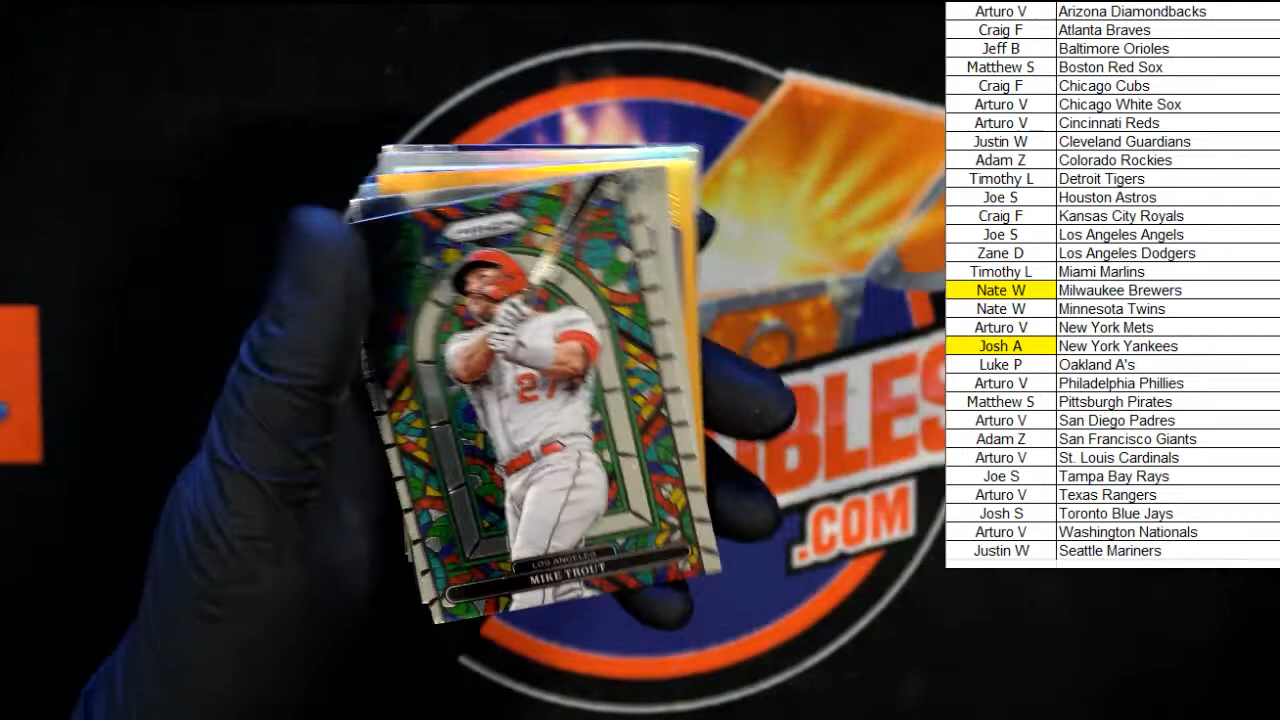 Arturo V Arizona Diamondbacks
Craig F Atlanta Braves
Jeff B Baltimore Orioles
Matthew S Boston Red Sox
Craig F Chicago Cubs
Arturo V Chicago White Sox
Arturo V Cincinnati Reds
Justin W Cleveland Guardians
Adam Z Colorado Rockies
Timothy L Detroit Tigers
Joe S Houston Astros
Craig F Kansas City Royals
Joe S Los Angeles Angels
Zane D Los Angeles Dodgers
Timothy L Miami Marlins
Nate W Milwaukee Brewers
Nate W Minnesota Twins
Arturo V New York Mets
Josh A New York Yankees
Luke P Oakland A's
Arturo V Philadelphia Phillies
Matthew S Pittsburgh Pirates
Arturo V San Diego Padres
Adam Z San Francisco Giants
Arturo V St. Louis Cardinals
Joe S Tampa Bay Rays
Arturo V Texas Rangers
Josh S Toronto Blue Jays
Arturo V Washington Nationals
Justin W Seattle Mariners
27
LOS ANGELES
MIKE TROUT
IBLES
.COM